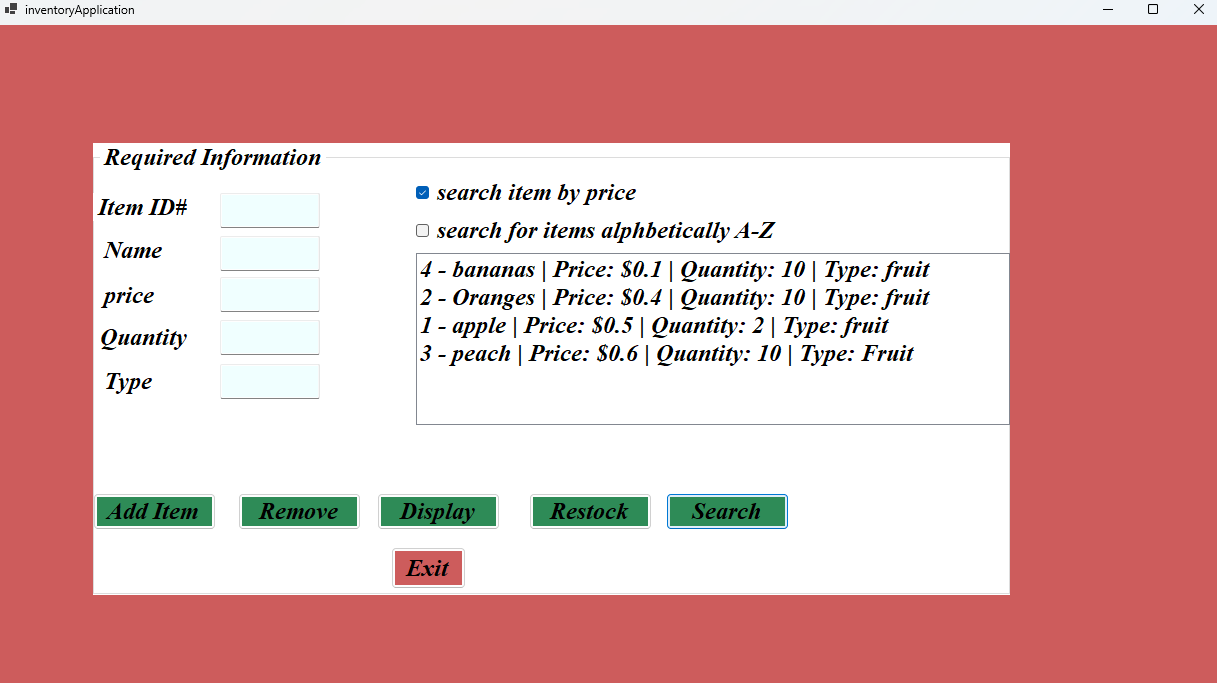 inventoryApplication
Required Information
Item ID#
Name
price
Quantity
Type
search item by price
search for items alphbetically A-Z
4 - bananas | Price: $0.1 | Quantity: 10 | Type: fruit
2 - Oranges | Price: $0.4 | Quantity: 10 | Type: fruit
1 - apple | Price: $0.5 | Quantity: 2 | Type: fruit
3 - peach | Price: $0.6 | Quantity: 10 | Type: Fruit
Add Item
Remove
Display
Restock
Search
Exit